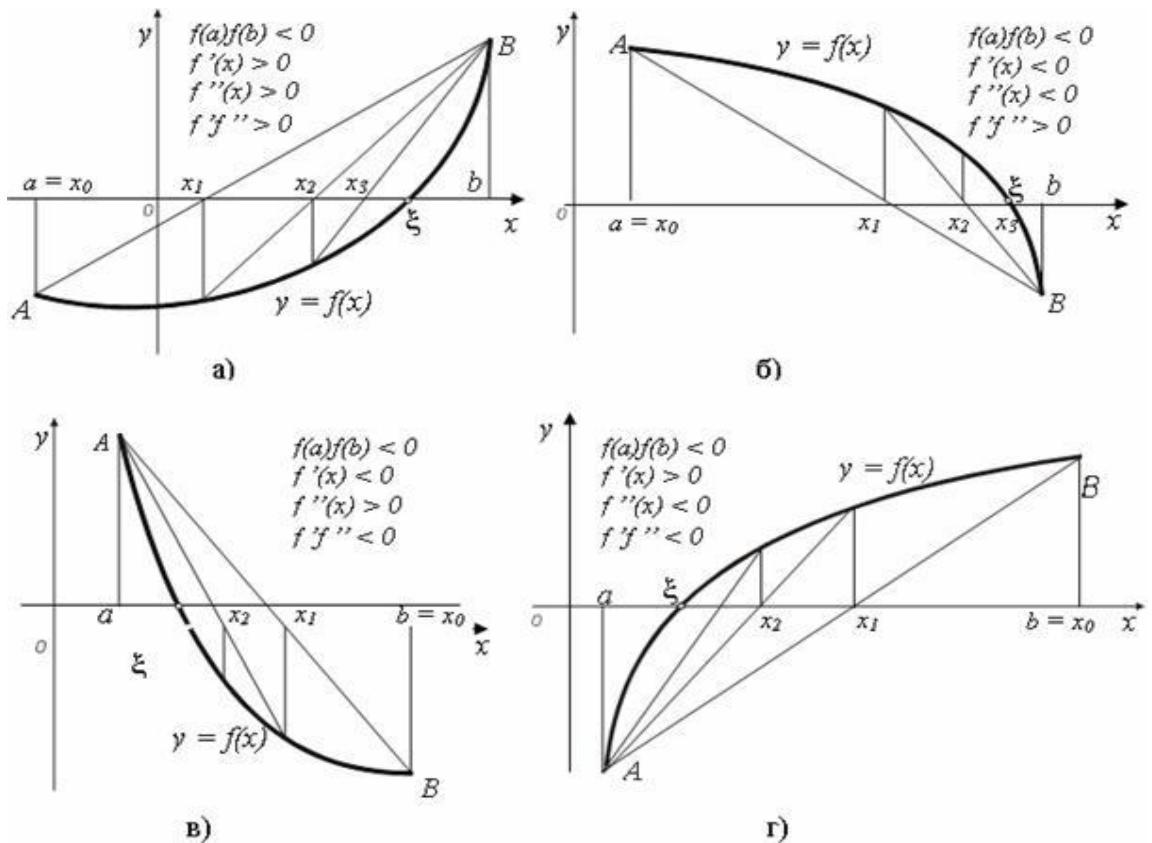 y
f(a)f(b) < 0
f '(x) > 0
f ''(x) > 0
f 'f '' > 0
B
a = x₀
x₁
x₂
x₃
b
0
ξ
x
A
y = f(x)
а)
y
A
y = f(x)
f(a)f(b) < 0
f '(x) < 0
f ''(x) < 0
f 'f '' > 0
ξ
b
0
a = x₀
x₁
x₂
x₃
x
B
б)
y
A
f(a)f(b) < 0
f '(x) < 0
f ''(x) > 0
f 'f '' < 0
a
x₂
x₁
b = x₀
0
x
ξ
y = f(x)
B
в)
y
f(a)f(b) < 0
f '(x) > 0
f ''(x) < 0
f 'f '' < 0
y = f(x)
B
a
ξ
0
x₂
x₁
b = x₀
x
A
г)